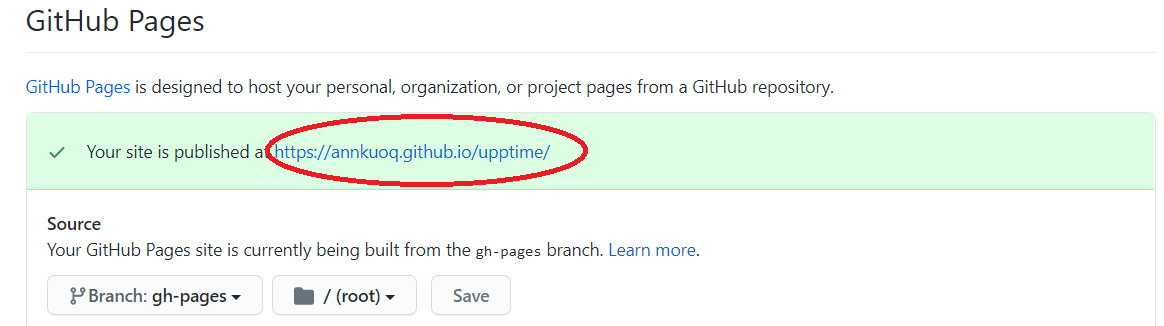 GitHub Pages
GitHub Pages is designed to host your personal, organization, or project pages from a GitHub repository.
Your site is published at https://annkuoq.github.io/upptime/
Source
Your GitHub Pages site is currently being built from the gh-pages branch. Learn more.
Branch: gh-pages / (root) Save